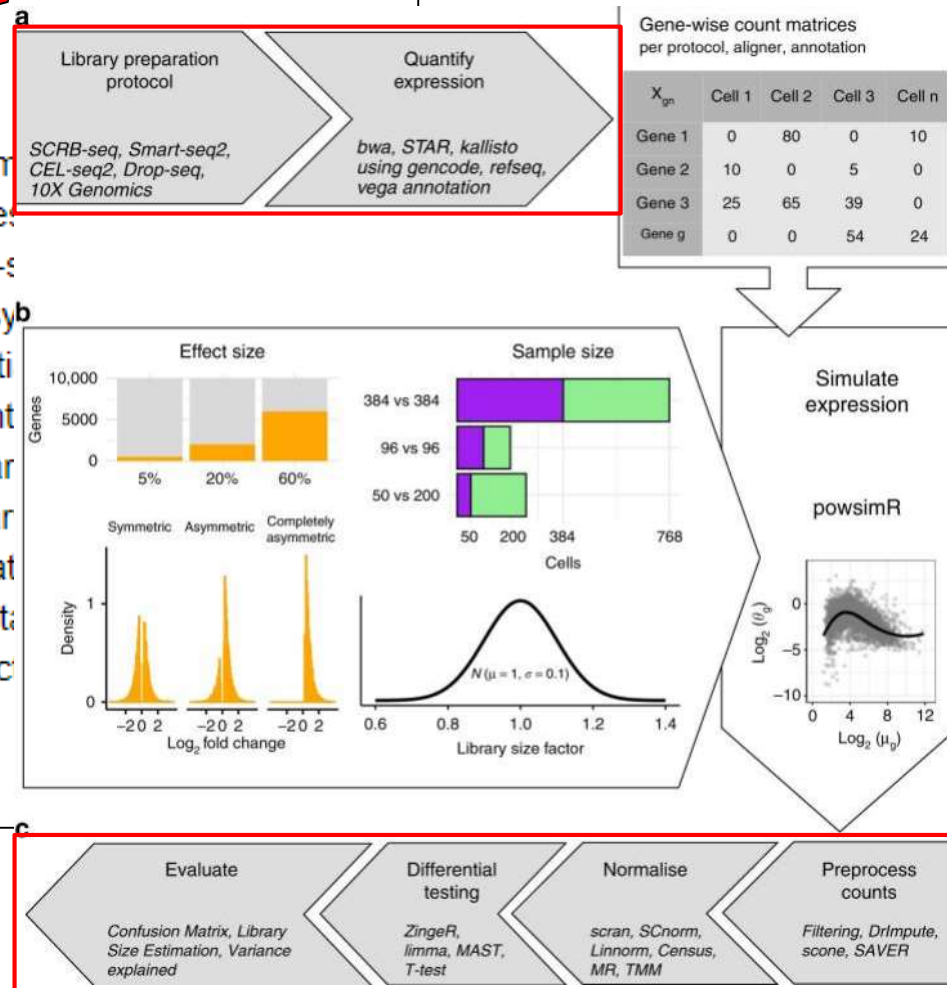 a
Library preparation
protocol
SCRB-seq, Smart-seq2,
CEL-seq2, Drop-seq,
10X Genomics
Quantify
expression
bwa, STAR, kallisto
using gencode, refseq,
vega annotation
Gene-wise count matrices
per protocol, aligner, annotation
Xgn Cell 1 Cell 2 Cell 3 Cell n
Gene 1 0 80 0 10
Gene 2 10 0 5 0
Gene 3 25 65 39 0
Gene g 0 0 54 24
b
Effect size
Genes
10,000
5000
0
5% 20% 60%
Symmetric Asymmetric Completely
asymmetric
Density
1
0
−2 0 2 −2 0 2 −2 0 2
Log2 fold change
Sample size
384 vs 384
96 vs 96
50 vs 200
50 200 384 768
Cells
N(μ = 1, σ = 0.1)
0.6 0.8 1.0 1.2 1.4
Library size factor
Simulate
expression
powsimR
Log2 (θg)
0
−5
−10
0 4 8 12
Log2 (μg)
c
Evaluate
Confusion Matrix, Library
Size Estimation, Variance
explained
Differential
testing
ZingeR,
limma, MAST,
T-test
Normalise
scran, SCnorm,
Linnorm, Census,
MR, TMM
Preprocess
counts
Filtering, DrImpute,
scone, SAVER